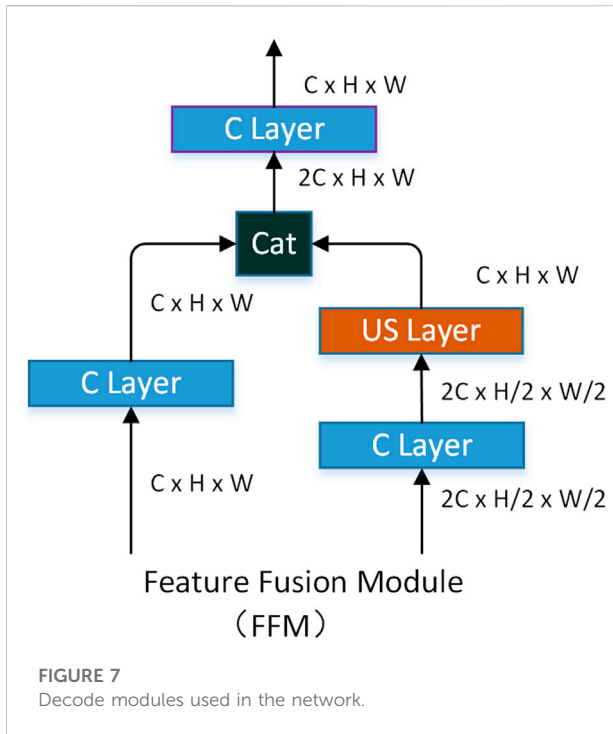 C x H x W
C Layer
2C x H x W
Cat
C x H x W
C x H x W
US Layer
C Layer
2C x H/2 x W/2
C Layer
C x H x W
2C x H/2 x W/2
Feature Fusion Module
（FFM）
FIGURE 7
Decode modules used in the network.